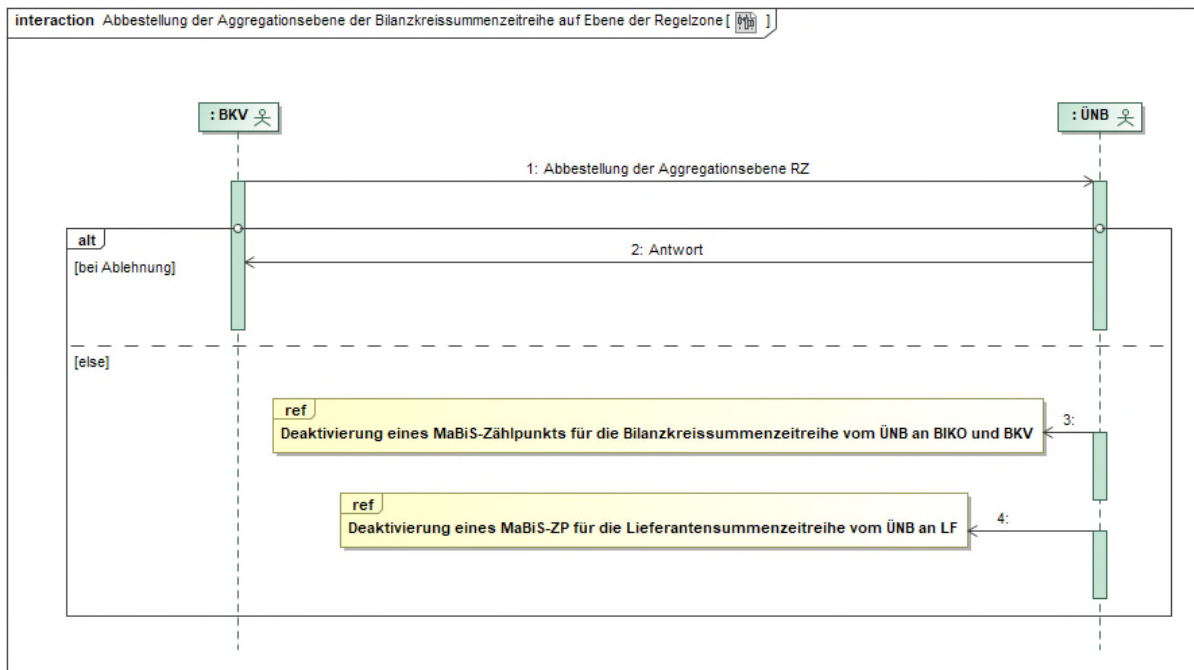 interaction Abbestellung der Aggregationsebene der Bilanzkreissummenzeitreihe auf Ebene der Regelzone [ ]
: BKV
: ÜNB
1: Abbestellung der Aggregationsebene RZ
alt
2: Antwort
[bei Ablehnung]
[else]
ref
Deaktivierung eines MaBiS-Zählpunkts für die Bilanzkreissummenzeitreihe vom ÜNB an BIKO und BKV
3:
ref
Deaktivierung eines MaBiS-ZP für die Lieferantensummenzeitreihe vom ÜNB an LF
4: